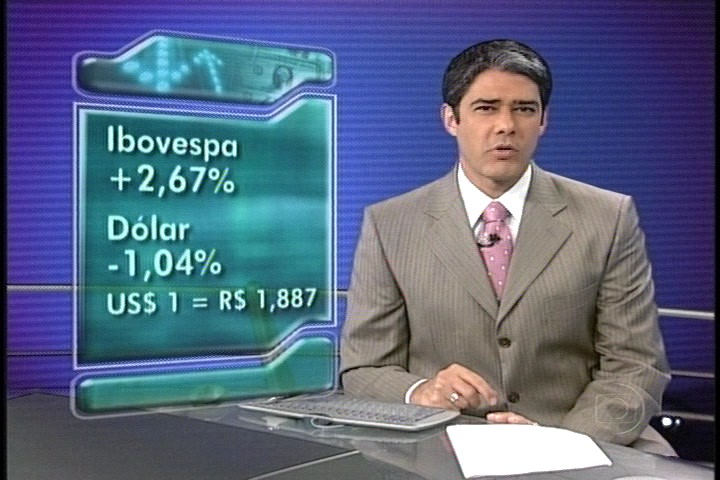 Ibovespa
+2,67%
Dólar
-1,04%
US$ 1 = R$ 1,887